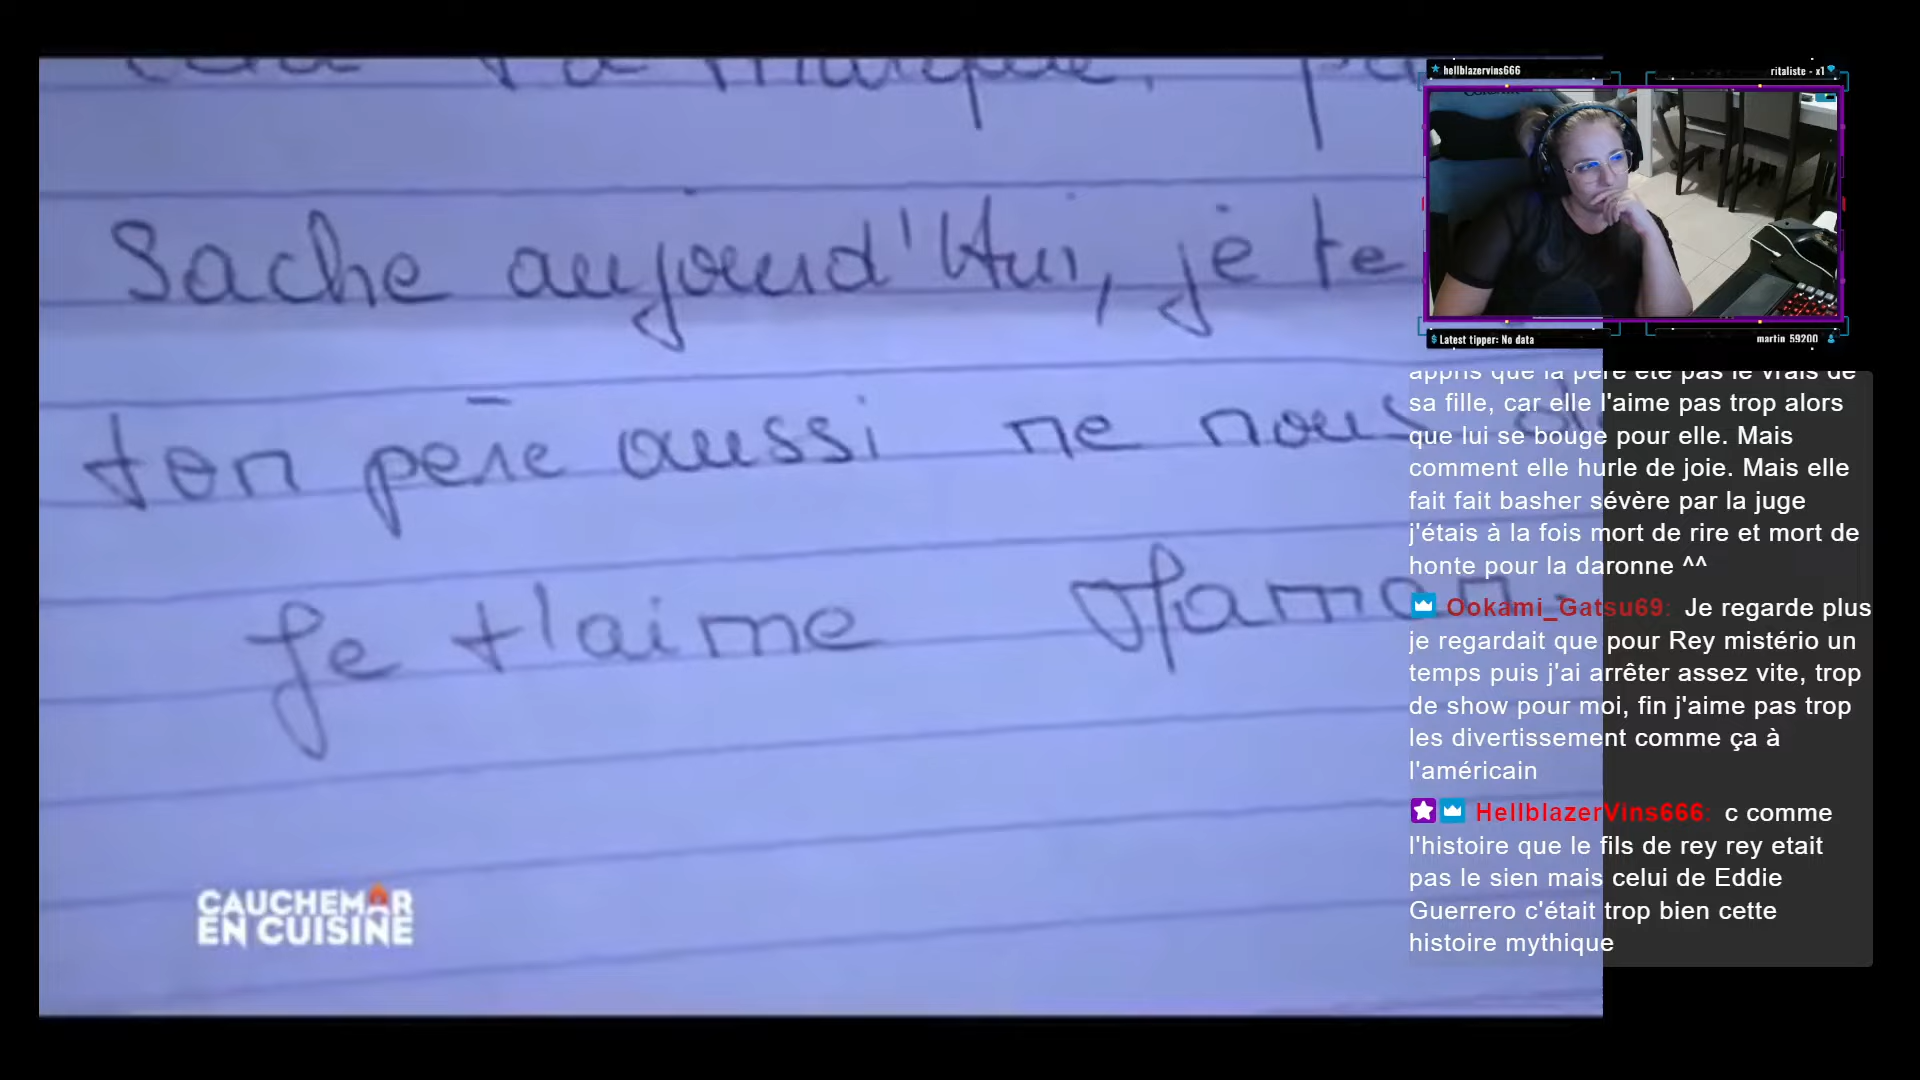 Sache aujourd'Hui, je te
ton père aussi ne nous
Je t'aime Maman.
CAUCHEMAR
EN CUISINE
hellblazervins666
ritaliste - x1
Latest tipper: No data
martin_59200
appris que la père été pas le vrais de
sa fille, car elle l'aime pas trop alors
que lui se bouge pour elle. Mais
comment elle hurle de joie. Mais elle
fait fait basher sévère par la juge
j'étais à la fois mort de rire et mort de
honte pour la daronne ^^
Ookami_Gatsu69: Je regarde plus
je regardait que pour Rey mistério un
temps puis j'ai arrêter assez vite, trop
de show pour moi, fin j'aime pas trop
les divertissement comme ça à
l'américain
HellblazerVins666: c comme
l'histoire que le fils de rey rey etait
pas le sien mais celui de Eddie
Guerrero c'était trop bien cette
histoire mythique